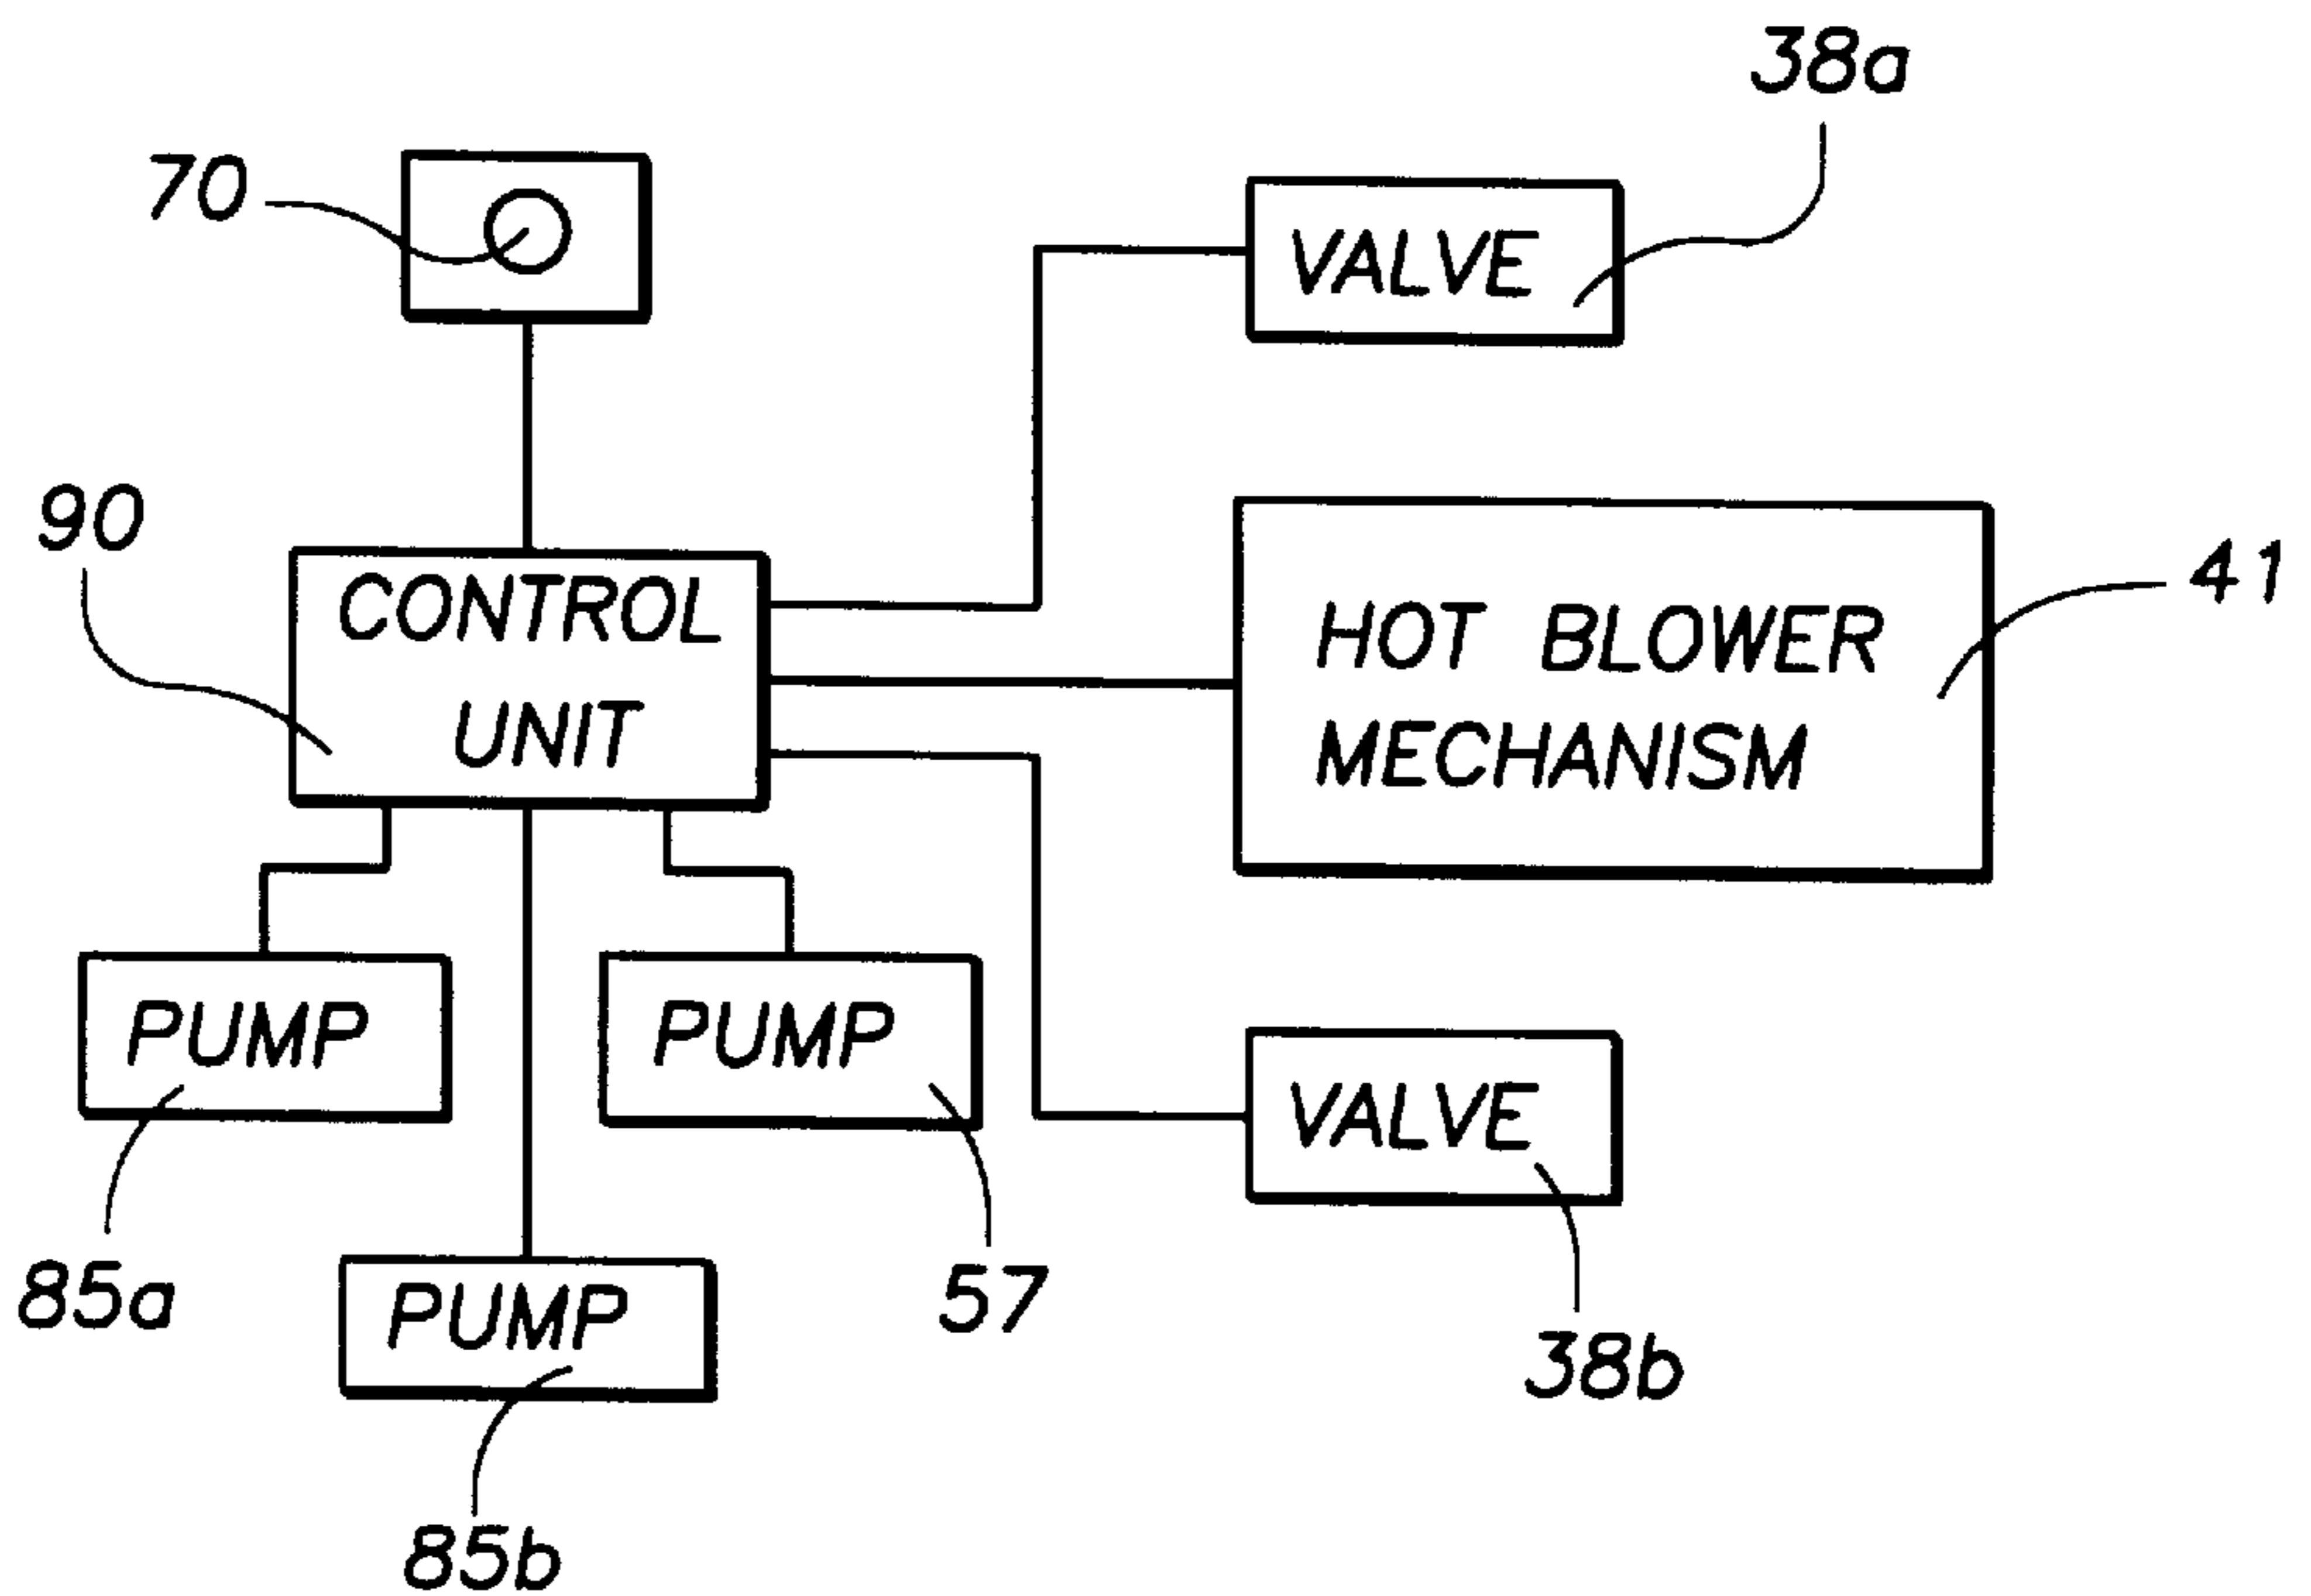 38a
70
VALVE
90
41
CONTROL
UNIT
HOT BLOWER
MECHANISM
PUMP
PUMP
VALVE
85a
57
PUMP
38b
85b